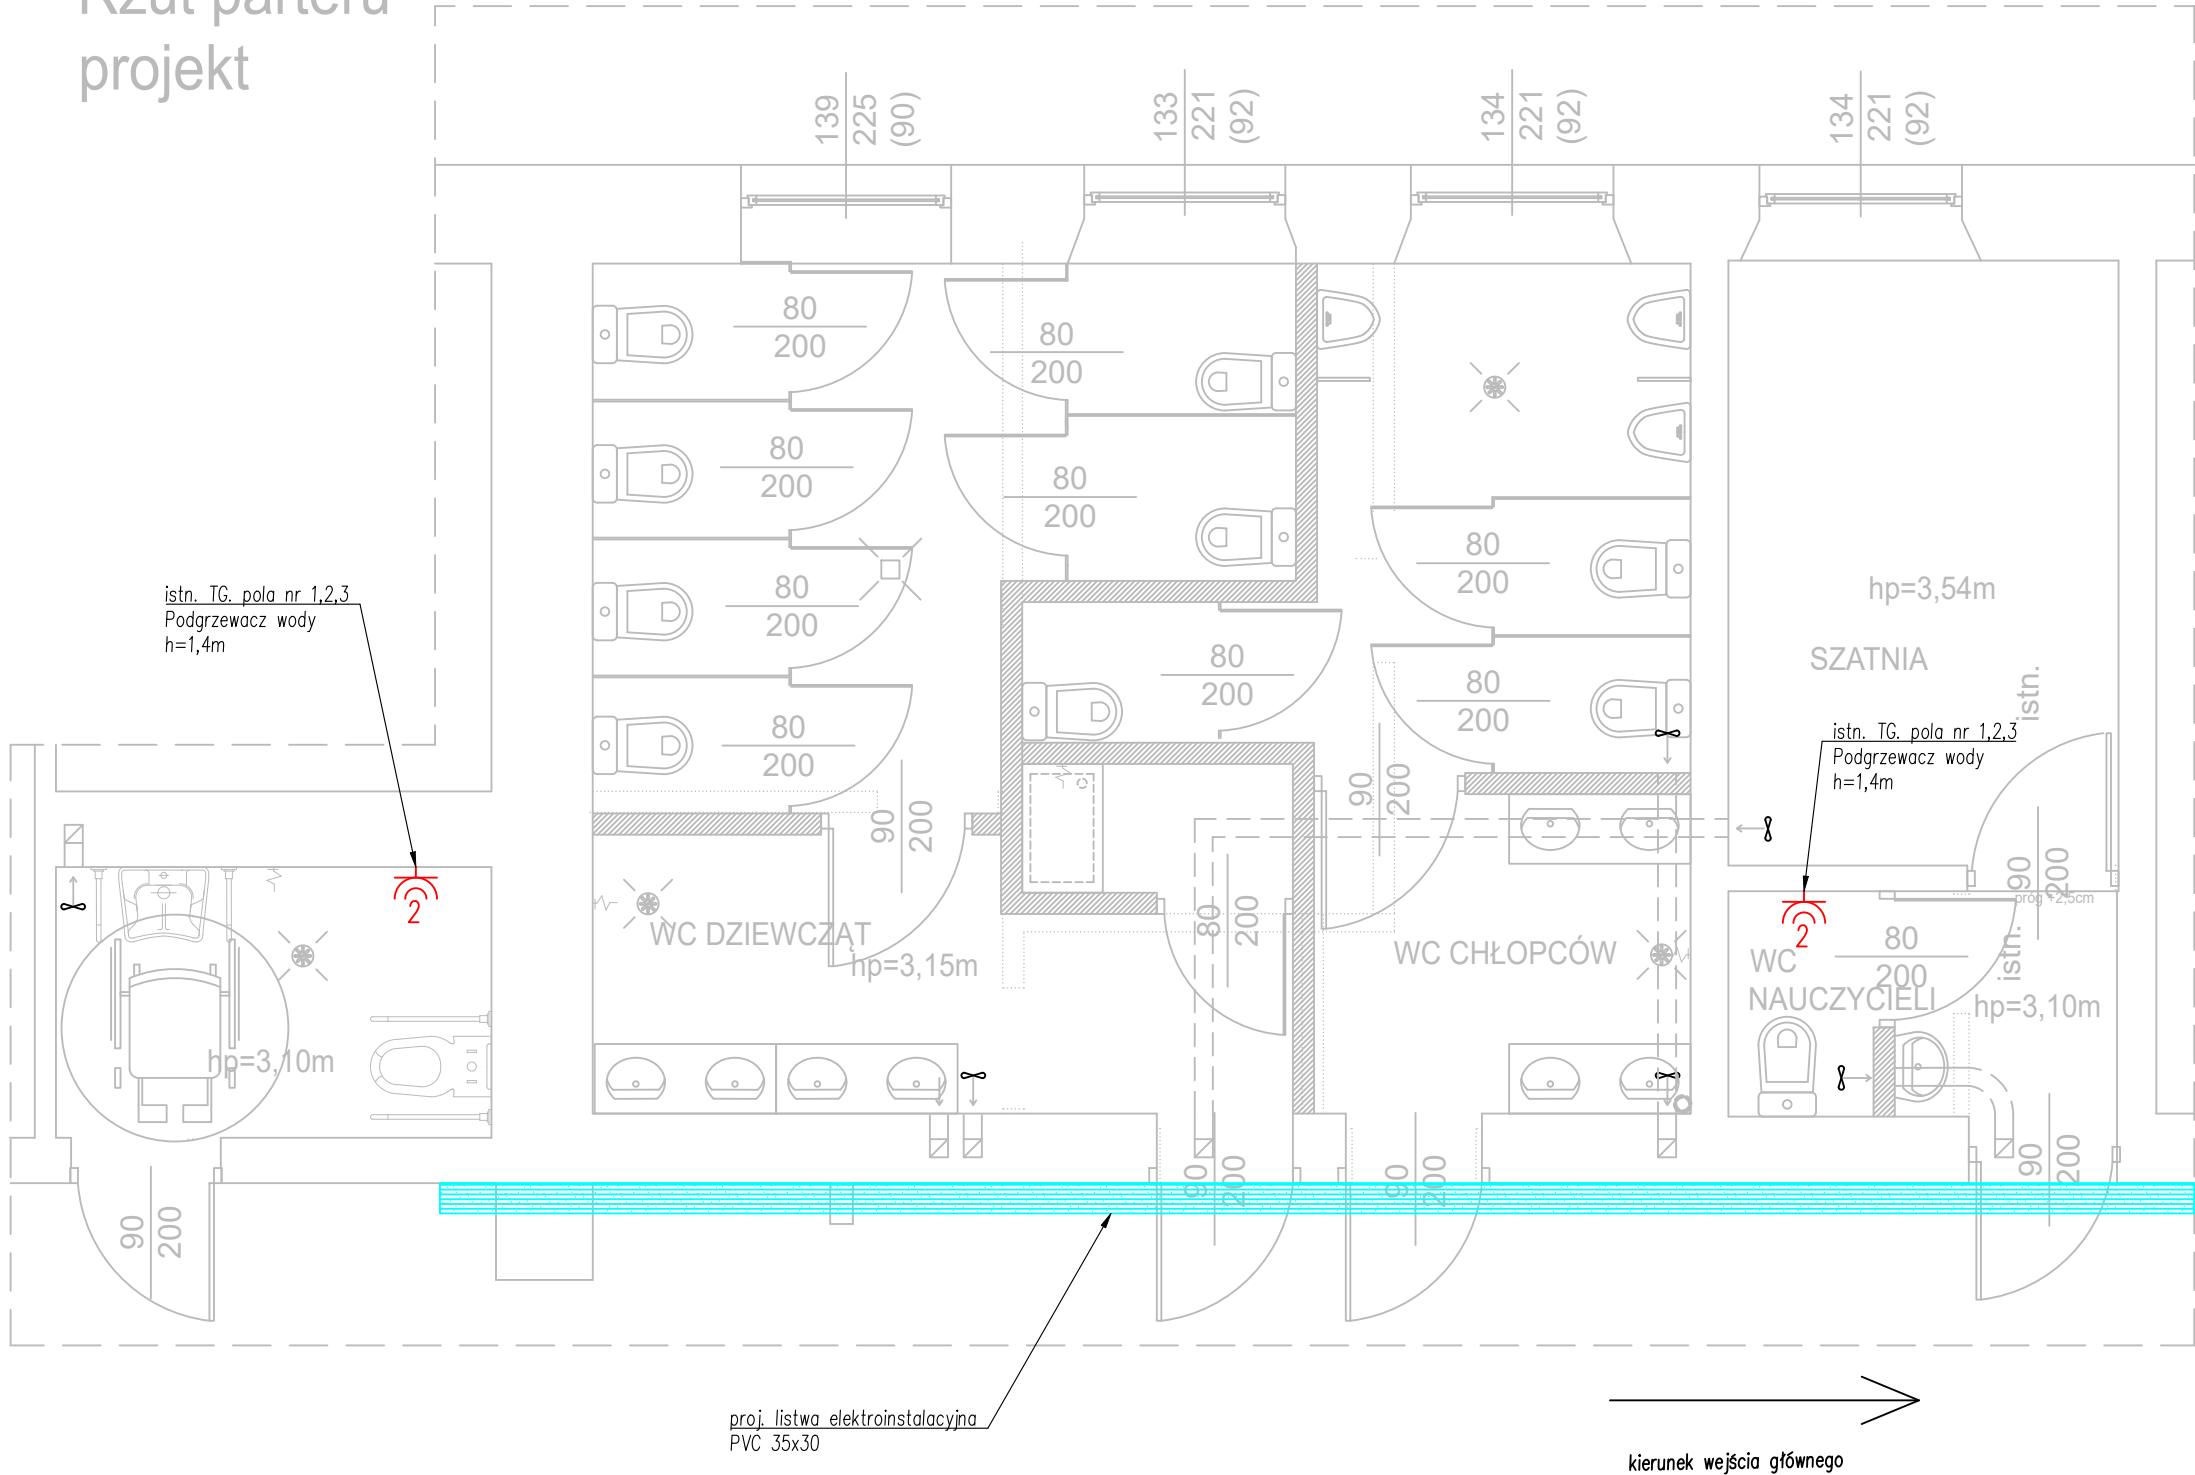 Rzut parteru
projekt
139
225
(90)
133
221
(92)
134
221
(92)
134
221
(92)
80
200
80
200
80
200
80
200
80
200
80
200
80
200
80
200
80
200
hp=3,54m
SZATNIA
istn.
istn. TG. pola nr 1,2,3
Podgrzewacz wody
h=1,4m
istn. TG. pola nr 1,2,3
Podgrzewacz wody
h=1,4m
90
200
90
200
90
200
próg +2,5cm
2
2
WC DZIEWCZĄT
hp=3,15m
80
200
WC CHŁOPCÓW
WC
NAUCZYCIELI
80
200
istn.
hp=3,10m
hp=3,10m
90
200
90
200
90
200
90
200
proj. listwa elektroinstalacyjna
PVC 35x30
kierunek wejścia głównego